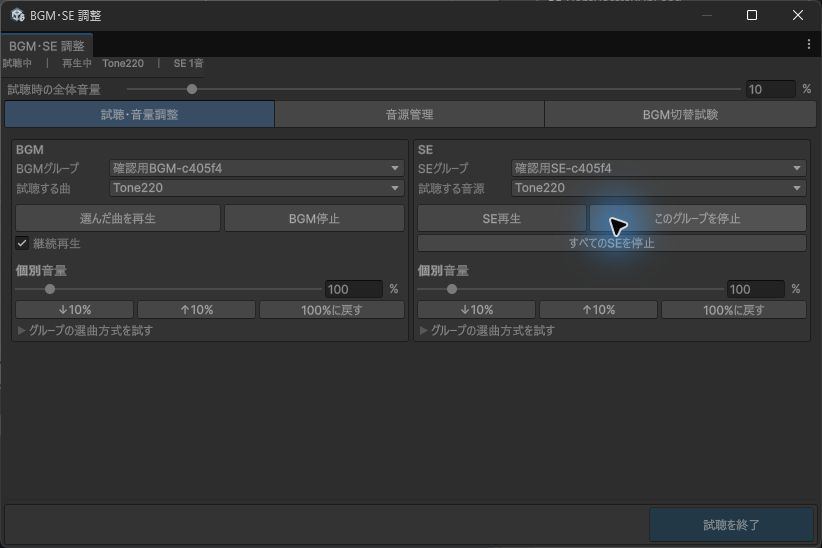 BGM・SE 調整
BGM・SE 調整
試聴中 | 再生中 Tone220 | SE 1音
試聴時の全体音量 10 %
試聴・音量調整 音源管理 BGM切替試験
BGM SE
BGMグループ 確認用BGM-c405f4 SEグループ 確認用SE-c405f4
試聴する曲 Tone220 試聴する音源 Tone220
選んだ曲を再生 BGM停止 SE再生 このグループを停止
継続再生 すべてのSEを停止
個別音量 個別音量
100 % 100 %
↓10% ↑10% 100%に戻す ↓10% ↑10% 100%に戻す
グループの選曲方式を試す グループの選曲方式を試す
試聴を終了